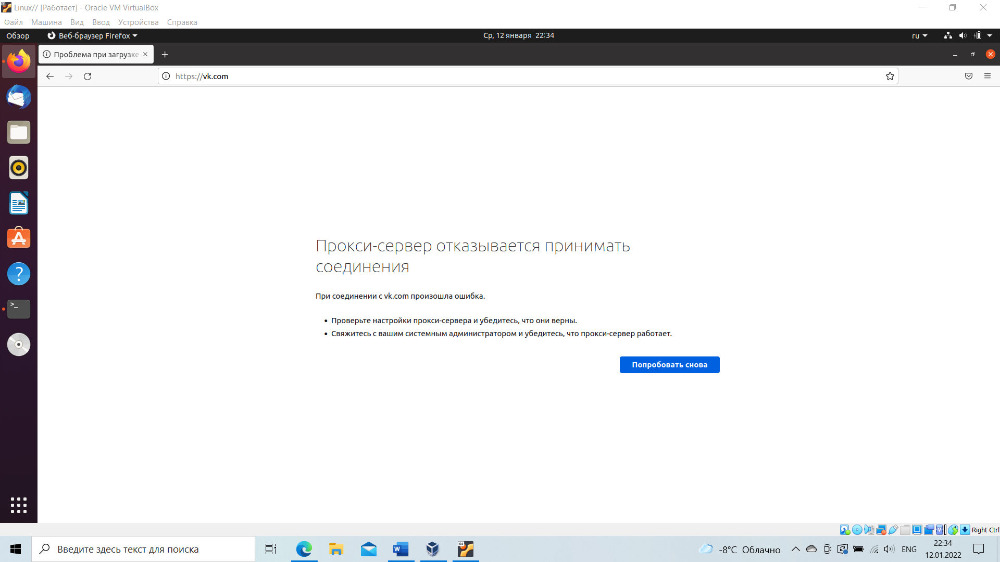 Linux// [Работает] - Oracle VM VirtualBox
Файл Машина Вид Ввод Устройства Справка
Обзор Веб-браузер Firefox Ср, 12 января 22:34 ru
Проблема при загрузке
https://vk.com
Прокси-сервер отказывается принимать
соединения
При соединении с vk.com произошла ошибка.
• Проверьте настройки прокси-сервера и убедитесь, что они верны.
• Свяжитесь с вашим системным администратором и убедитесь, что прокси-сервер работает.
Попробовать снова
Right Ctrl
Введите здесь текст для поиска
-8°C Облачно
ENG
22:34
12.01.2022